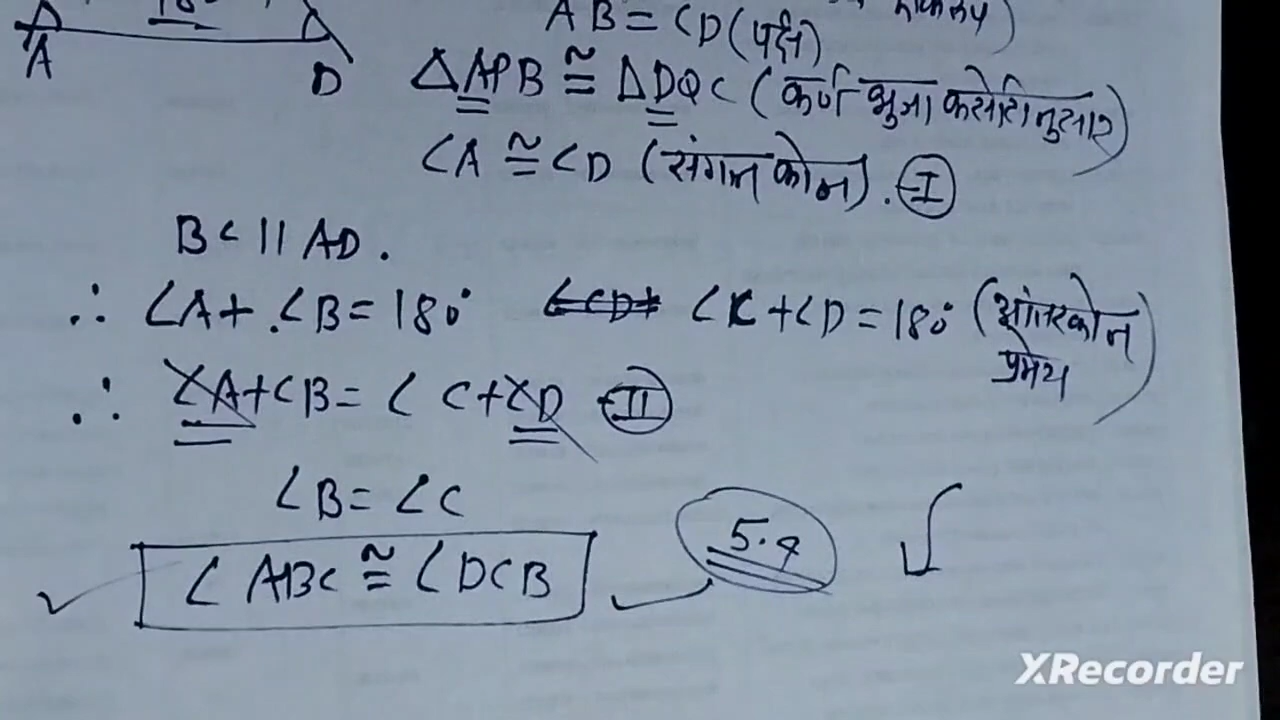 AB = CD (पक्ष)
A
D
△APB ≅ △DQC (कर्ण भुजा कसोटीनुसार)
∠A ≅ ∠D (संगत कोन). -I
BC || AD.
∴ ∠A + ∠B = 180° ∠C + ∠D = 180° (आंतरकोन
प्रमेय)
∴ ∠A + ∠B = ∠C + ∠D -II
∠B = ∠C
∠ABC ≅ ∠DCB
5.4
XRecorder